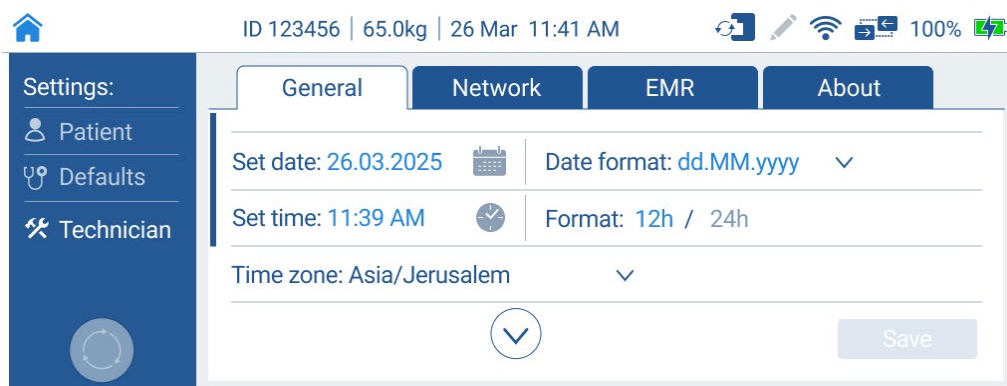 ID 123456 | 65.0kg | 26 Mar 11:41 AM 100%
Settings:
Patient
Defaults
Technician
General Network EMR About
Set date: 26.03.2025 Date format: dd.MM.yyyy
Set time: 11:39 AM Format: 12h / 24h
Time zone: Asia/Jerusalem
Save